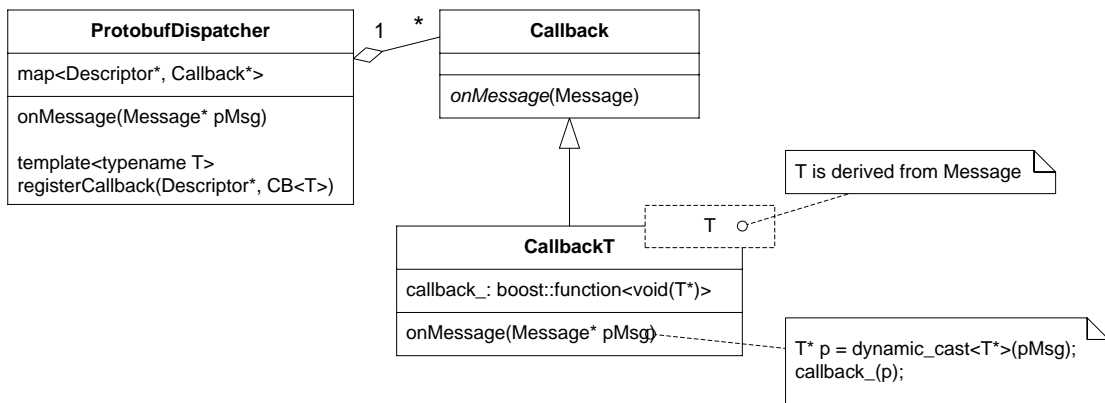 ProtobufDispatcher
map<Descriptor*, Callback*>
onMessage(Message* pMsg)
template<typename T>
registerCallback(Descriptor*, CB<T>)
1
*
Callback
onMessage(Message)
T is derived from Message
T
CallbackT
callback_: boost::function<void(T*)>
onMessage(Message* pMsg)
T* p = dynamic_cast<T*>(pMsg);
callback_(p);